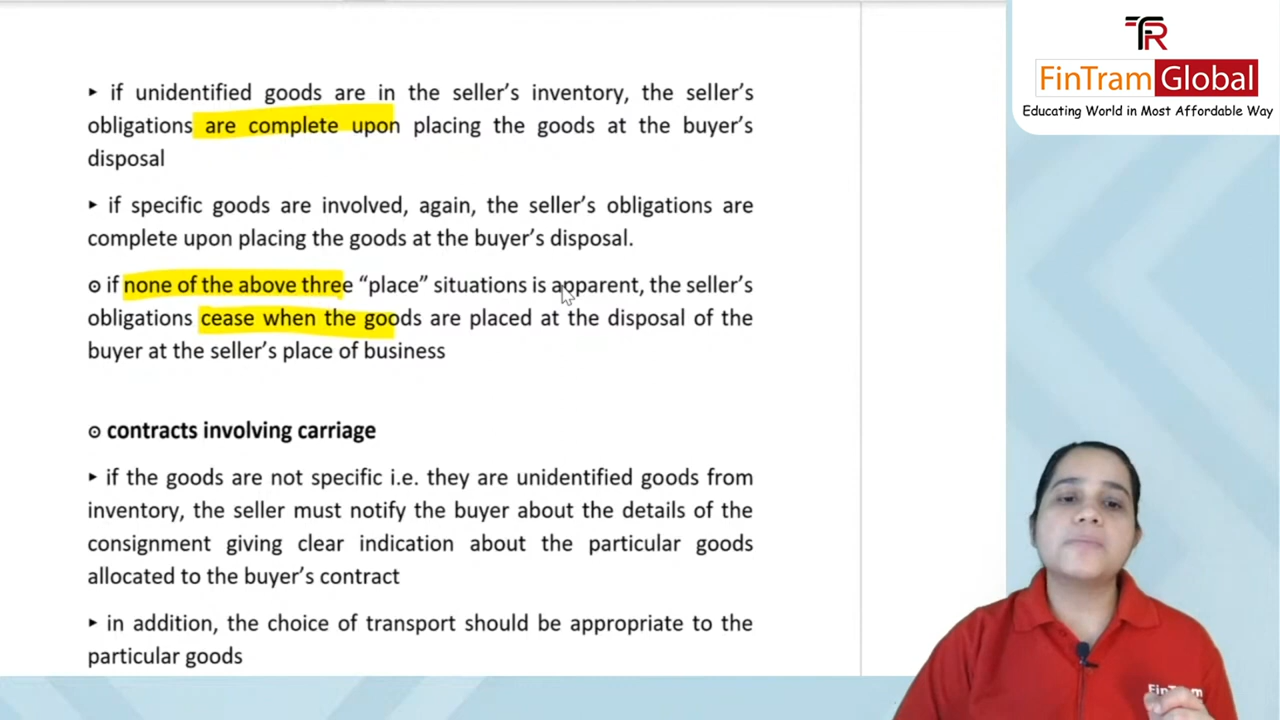 ▸ if unidentified goods are in the seller’s inventory, the seller’s
obligations are complete upon placing the goods at the buyer’s
disposal
▸ if specific goods are involved, again, the seller’s obligations are
complete upon placing the goods at the buyer’s disposal.
⊙ if none of the above three “place” situations is apparent, the seller’s
obligations cease when the goods are placed at the disposal of the
buyer at the seller’s place of business
⊙ contracts involving carriage
▸ if the goods are not specific i.e. they are unidentified goods from
inventory, the seller must notify the buyer about the details of the
consignment giving clear indication about the particular goods
allocated to the buyer’s contract
▸ in addition, the choice of transport should be appropriate to the
particular goods
TR
FinTram Global
Educating World in Most Affordable Way